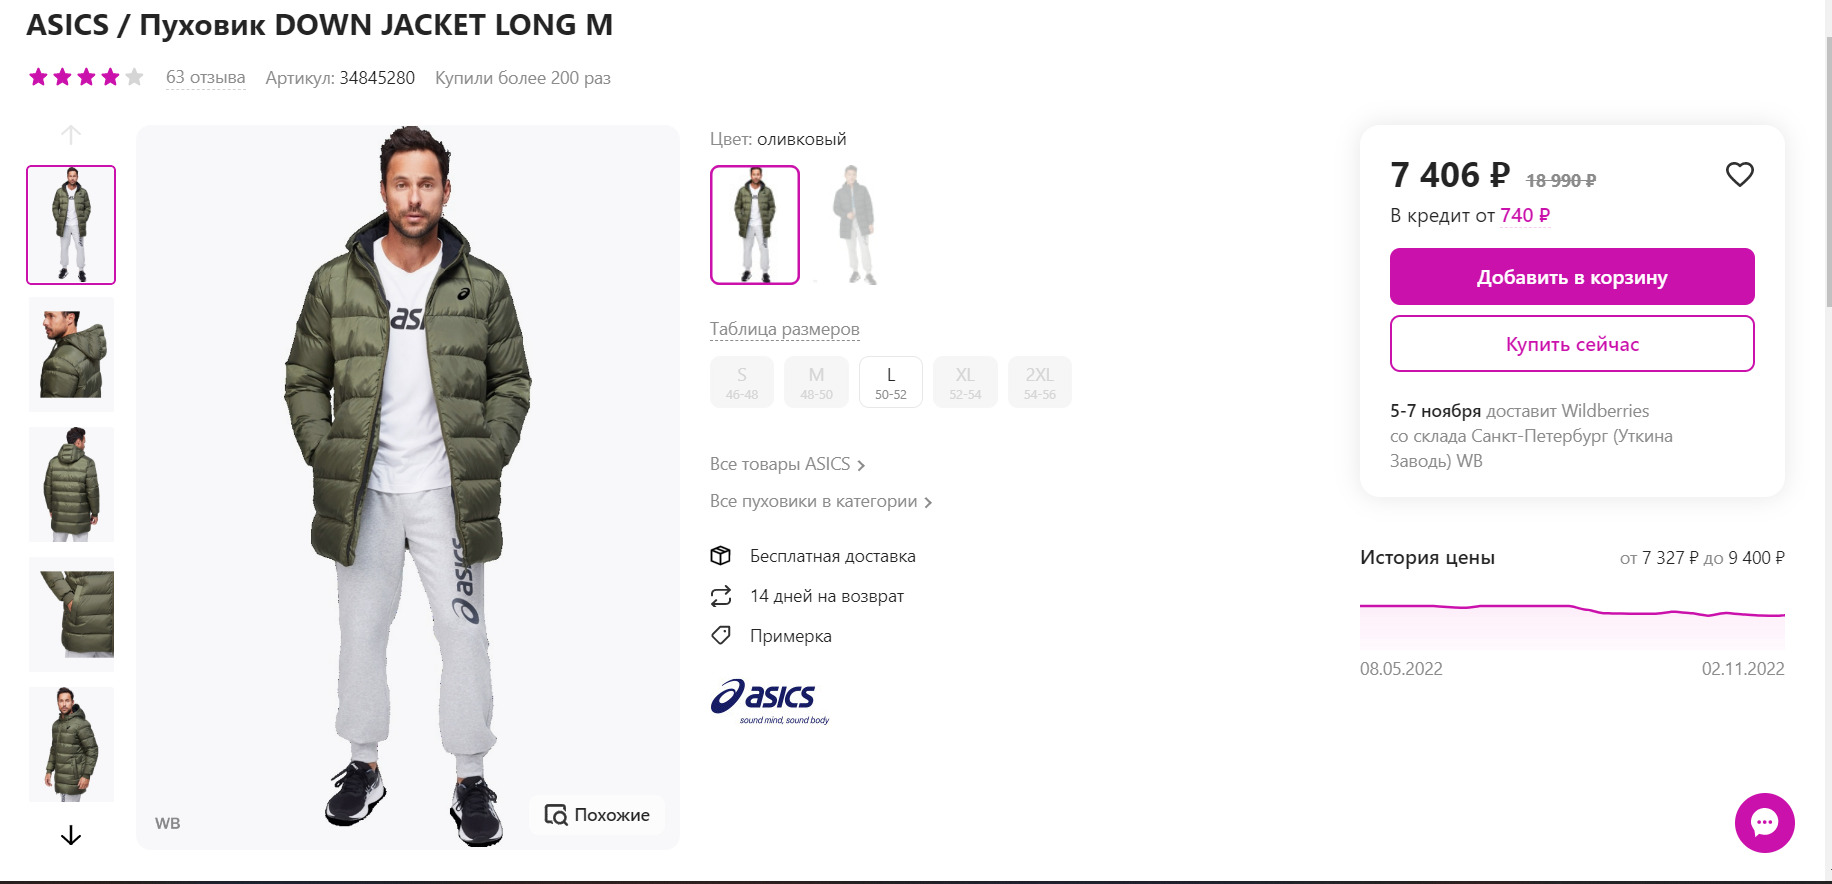 ASICS / Пуховик DOWN JACKET LONG M
63 отзыва Артикул: 34845280 Купили более 200 раз
asi
asics
WB
Похожие
Цвет: оливковый
Таблица размеров
S M L XL 2XL
46-48 48-50 50-52 52-54 54-56
Все товары ASICS
Все пуховики в категории
Бесплатная доставка
14 дней на возврат
Примерка
asics
sound mind, sound body
7 406 ₽ 18 990 ₽
В кредит от 740 ₽
Добавить в корзину
Купить сейчас
5-7 ноября доставит Wildberries
со склада Санкт-Петербург (Уткина
Заводь) WB
История цены от 7 327 ₽ до 9 400 ₽
08.05.2022 02.11.2022